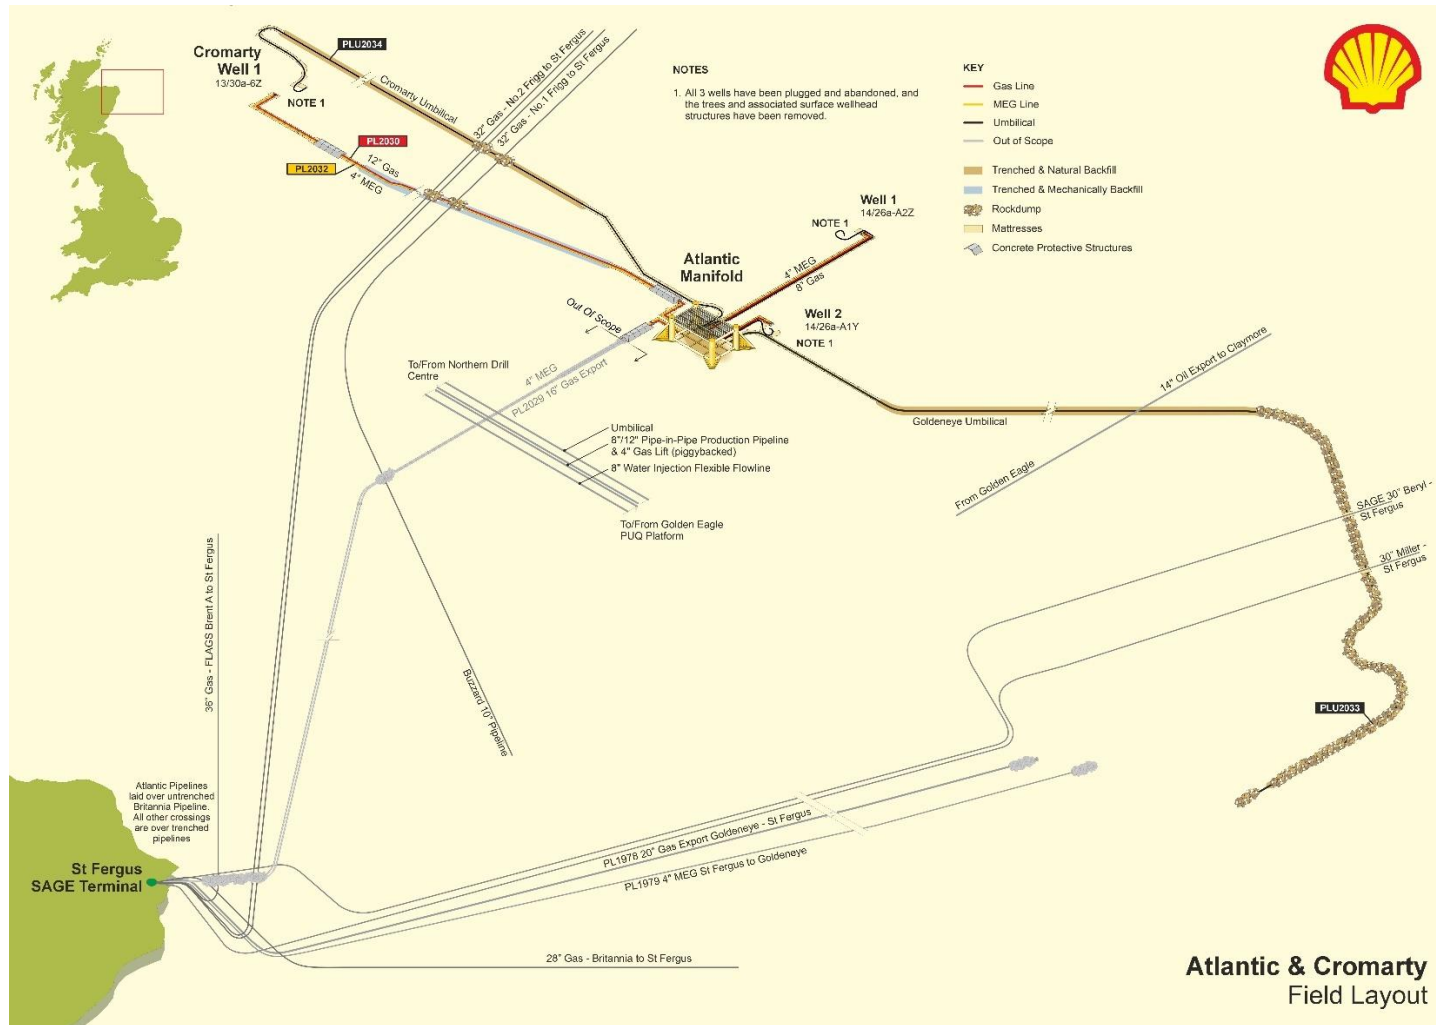 Cromarty
Well 1
13/30a-6Z
NOTE 1
PLU2034
Cromarty Umbilical
32" Gas - No.2 Frigg to St Fergus
32" Gas - No.1 Frigg to St Fergus
PL2030
PL2032
12" Gas
4" MEG
NOTES
1. All 3 wells have been plugged and abandoned, and
the trees and associated surface wellhead
structures have been removed.
KEY
Gas Line
MEG Line
Umbilical
Out of Scope
Trenched & Natural Backfill
Trenched & Mechanically Backfill
Rockdump
Mattresses
Concrete Protective Structures
Well 1
14/26a-A2Z
NOTE 1
4" MEG
8" Gas
Atlantic
Manifold
Well 2
14/26a-A1Y
NOTE 1
Out Of Scope
4" MEG
PL2029 16" Gas Export
To/From Northern Drill
Centre
Umbilical
8"/12" Pipe-in-Pipe Production Pipeline
& 4" Gas Lift (piggybacked)
8" Water Injection Flexible Flowline
To/From Golden Eagle
PUQ Platform
14" Oil Export to Claymore
From Golden Eagle
Goldeneye Umbilical
SAGE 30" Beryl -
St Fergus
30" Miller -
St Fergus
PLU2033
36" Gas - FLAGS Brent A to St Fergus
Buzzard 10" Pipeline
Atlantic Pipelines
laid over untrenched
Britannia Pipeline.
All other crossings
are over trenched
pipelines
St Fergus
SAGE Terminal
PL1978 20" Gas Export Goldeneye - St Fergus
PL1979 4" MEG St Fergus to Goldeneye
28" Gas - Britannia to St Fergus
Atlantic & Cromarty
Field Layout